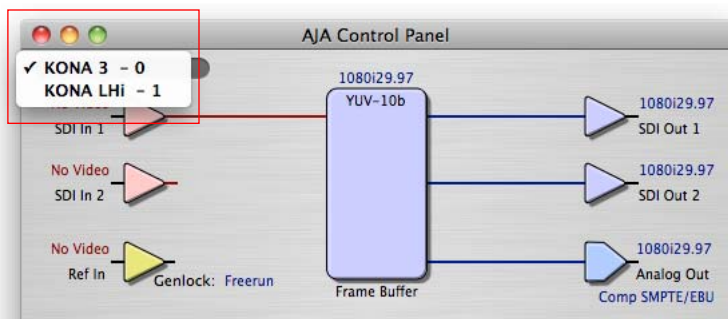 AJA Control Panel
✓ KONA 3 - 0
KONA LHi - 1
SDI In 1
No Video
SDI In 2
No Video
Ref In
Genlock: Freerun
1080i29.97
YUV-10b
Frame Buffer
1080i29.97
SDI Out 1
1080i29.97
SDI Out 2
1080i29.97
Analog Out
Comp SMPTE/EBU